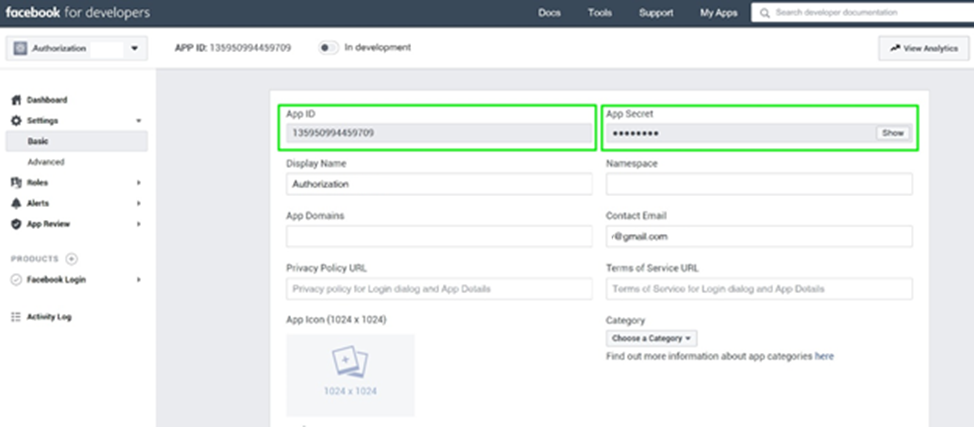 facebook for developers
Docs Tools Support My Apps Search developer documentation
Authorization APP ID: 135950994459709 In development View Analytics
Dashboard
Settings
Basic
Advanced
Roles
Alerts
App Review
PRODUCTS
Facebook Login
Activity Log
App ID
135950994459709
App Secret
●●●●●●●● Show
Display Name
Authorization
Namespace
App Domains
Contact Email
@gmail.com
Privacy Policy URL
Privacy policy for Login dialog and App Details
Terms of Service URL
Terms of Service for Login dialog and App Details
App Icon (1024 x 1024)
1024 x 1024
Category
Choose a Category
Find out more information about app categories here